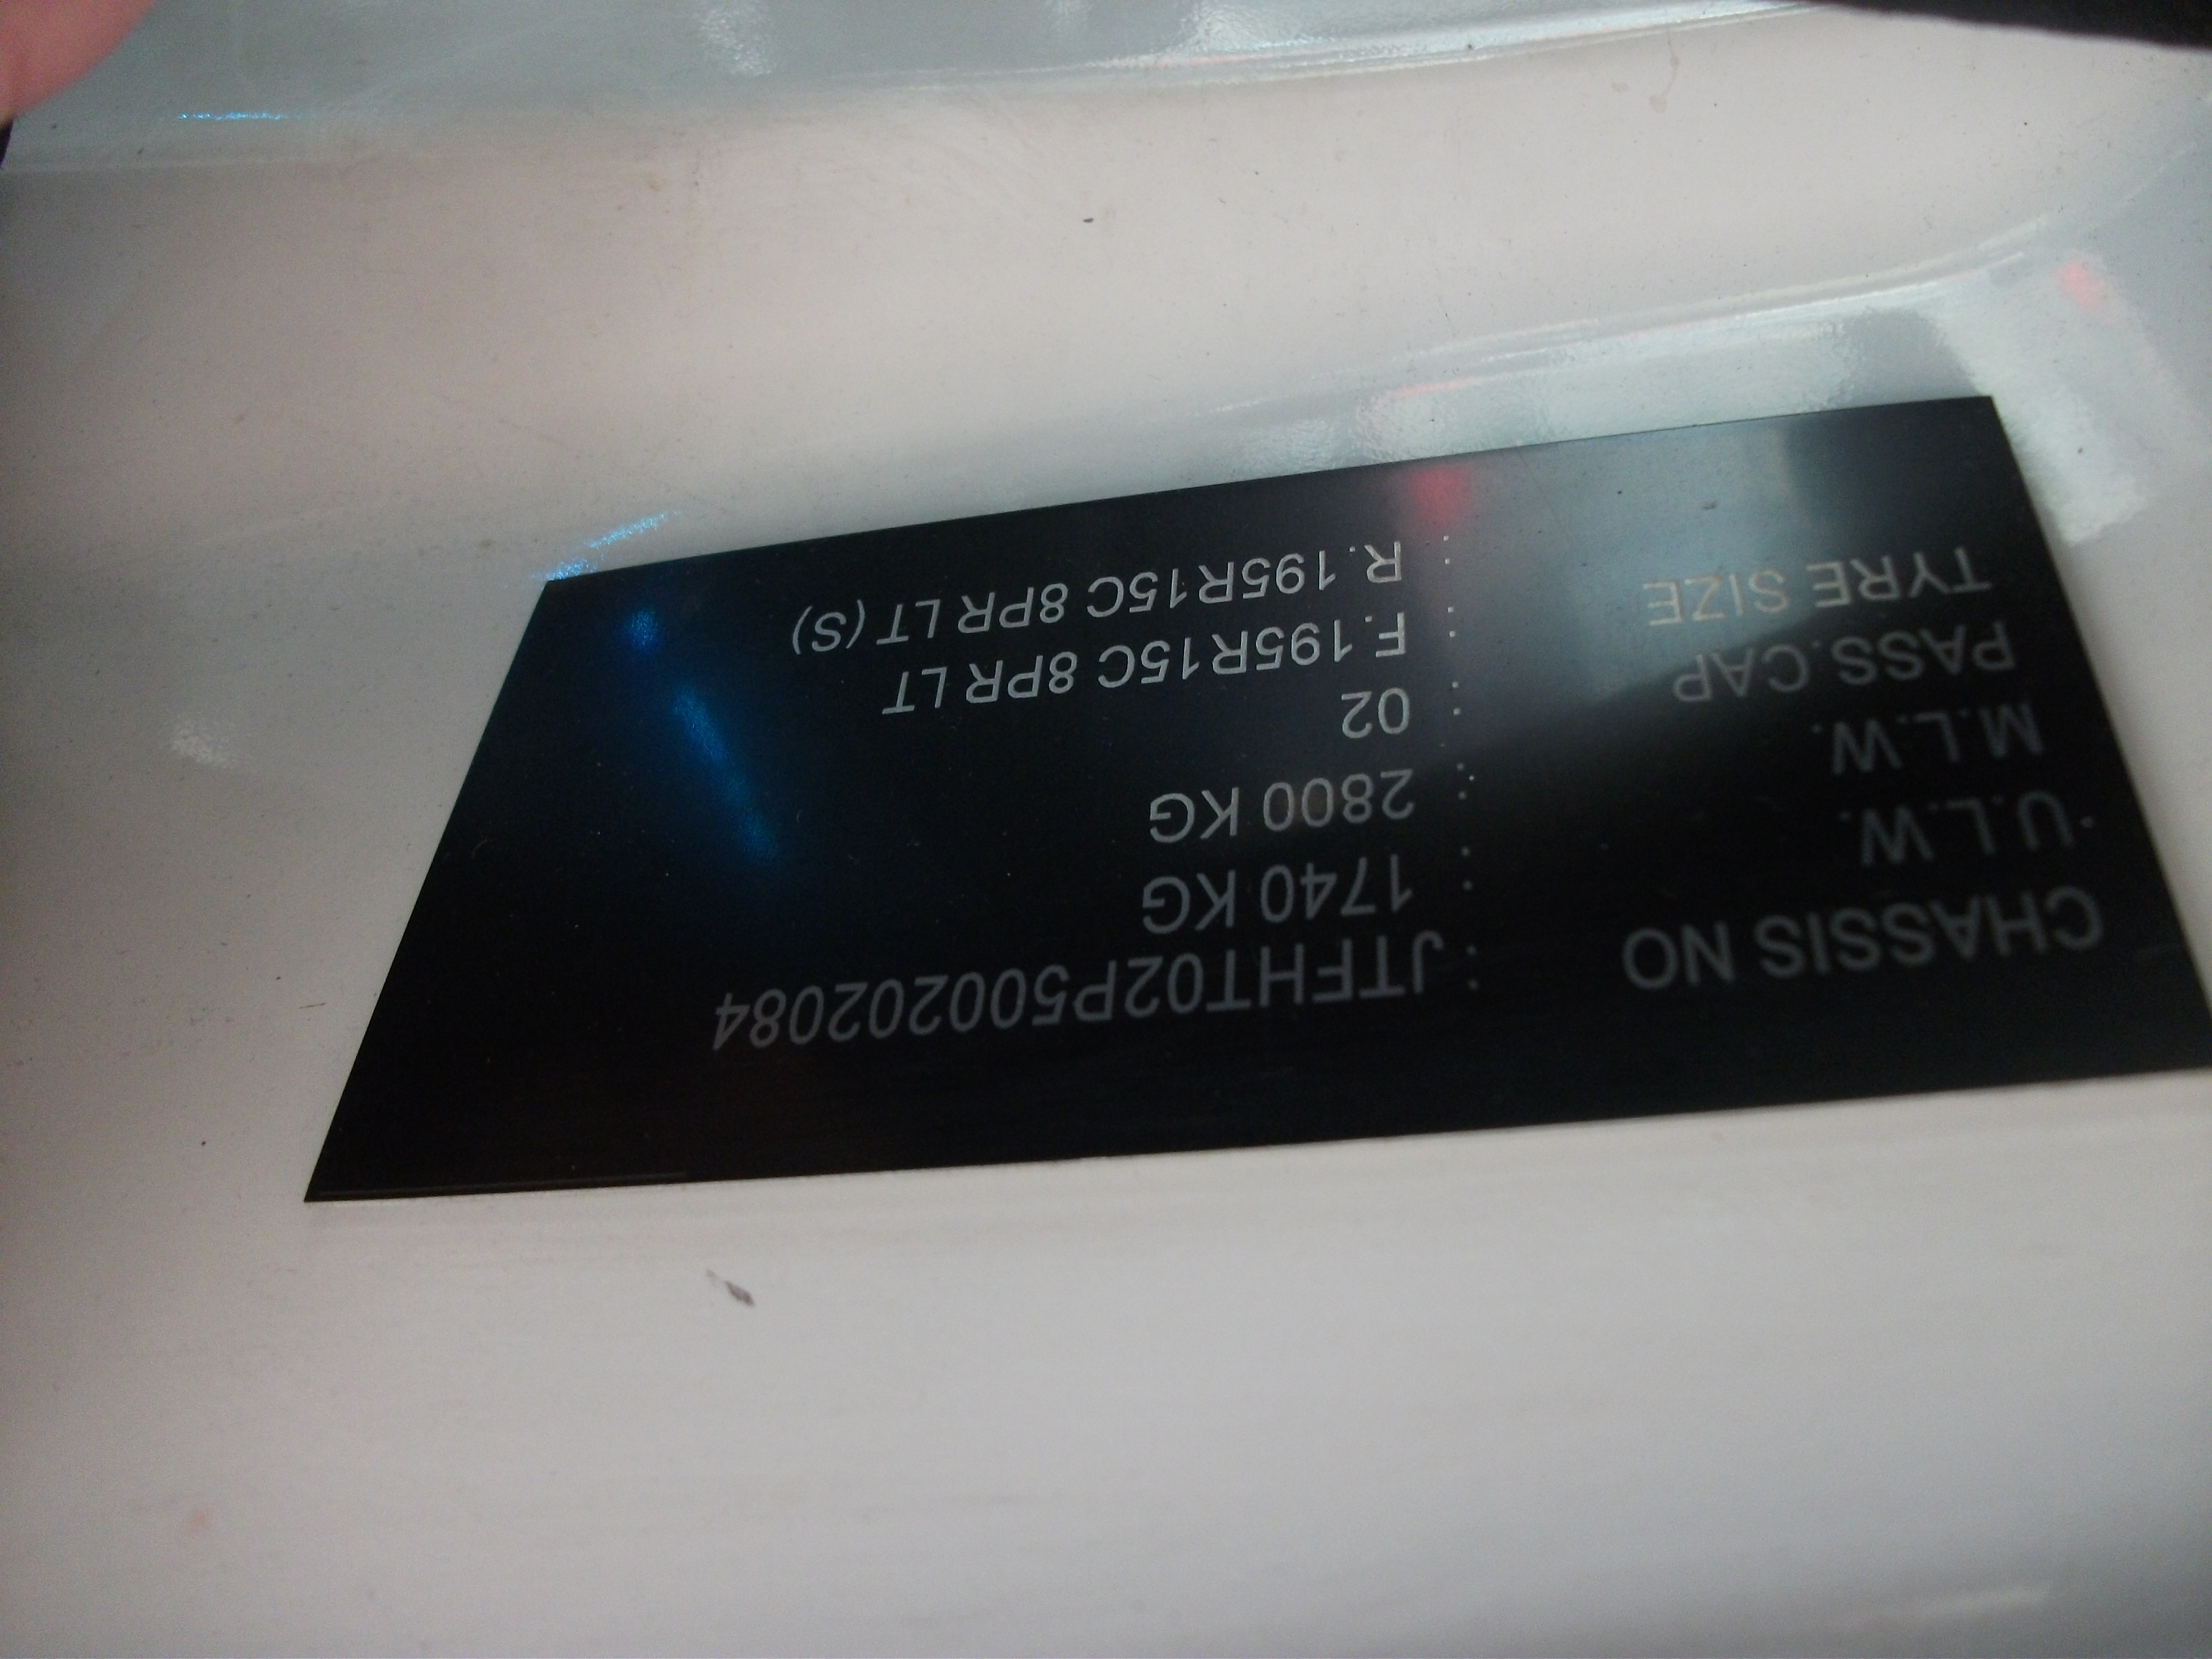 CHASSIS NO : JTFHT02P500202084
U.L.W. : 1740 KG
M.L.W. : 2800 KG
PASS.CAP : 02
TYRE SIZE : F.195R15C 8PR LT
: R.195R15C 8PR LT (S)